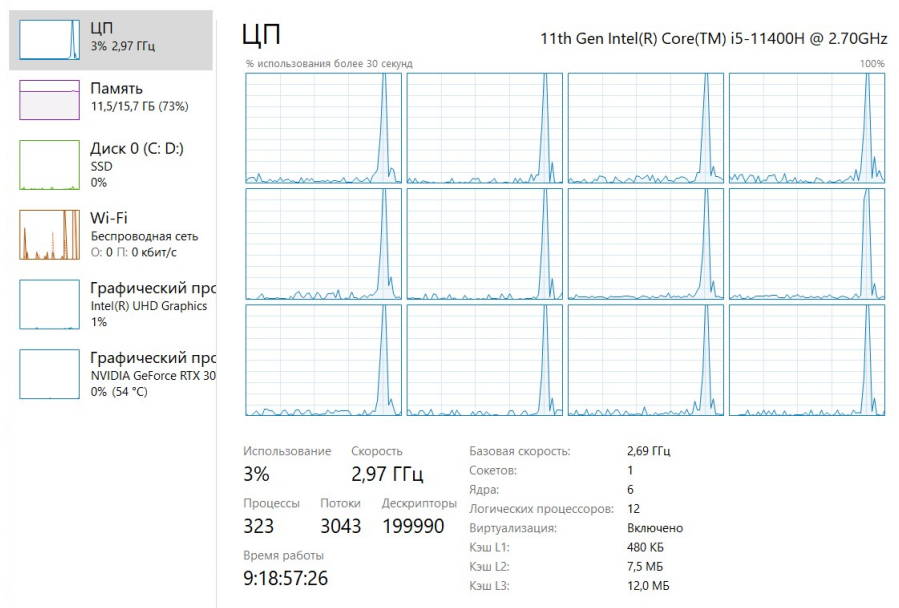 ЦП
3% 2,97 ГГц
Память
11,5/15,7 ГБ (73%)
Диск 0 (C: D:)
SSD
0%
Wi-Fi
Беспроводная сеть
О: 0 П: 0 кбит/с
Графический про
Intel(R) UHD Graphics
1%
Графический про
NVIDIA GeForce RTX 30
0% (54 °C)
ЦП
11th Gen Intel(R) Core(TM) i5-11400H @ 2.70GHz
% использования более 30 секунд
100%
Использование Скорость
3% 2,97 ГГц
Процессы Потоки Дескрипторы
323 3043 199990
Время работы
9:18:57:26
Базовая скорость: 2,69 ГГц
Сокетов: 1
Ядра: 6
Логических процессоров: 12
Виртуализация: Включено
Кэш L1: 480 КБ
Кэш L2: 7,5 МБ
Кэш L3: 12,0 МБ